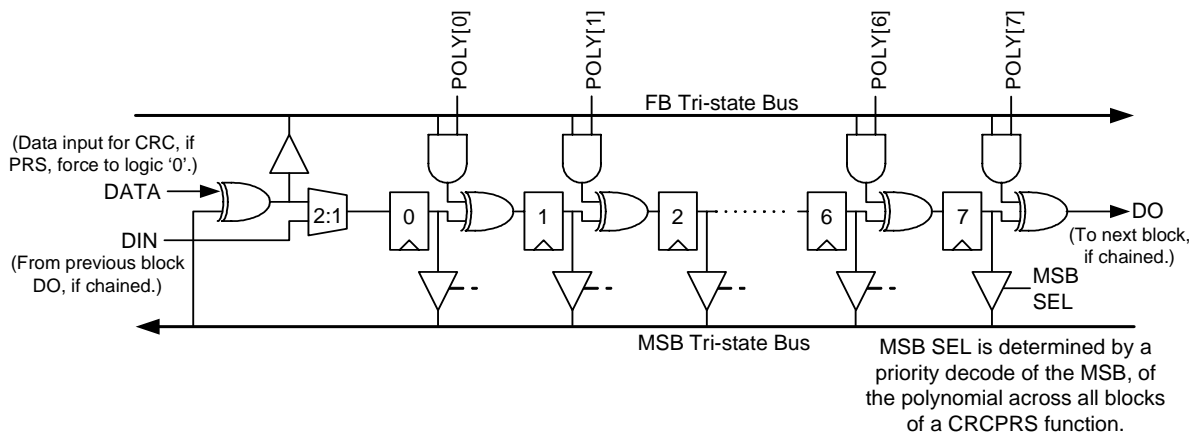 POLY[0]
POLY[1]
POLY[6]
POLY[7]
FB Tri-state Bus
(Data input for CRC, if
PRS, force to logic ‘0’.)
DATA
2:1
0
1
2
6
7
DO
(To next block,
if chained.)
DIN
(From previous block
DO, if chained.)
MSB
SEL
MSB Tri-state Bus
MSB SEL is determined by a
priority decode of the MSB, of
the polynomial across all blocks
of a CRCPRS function.